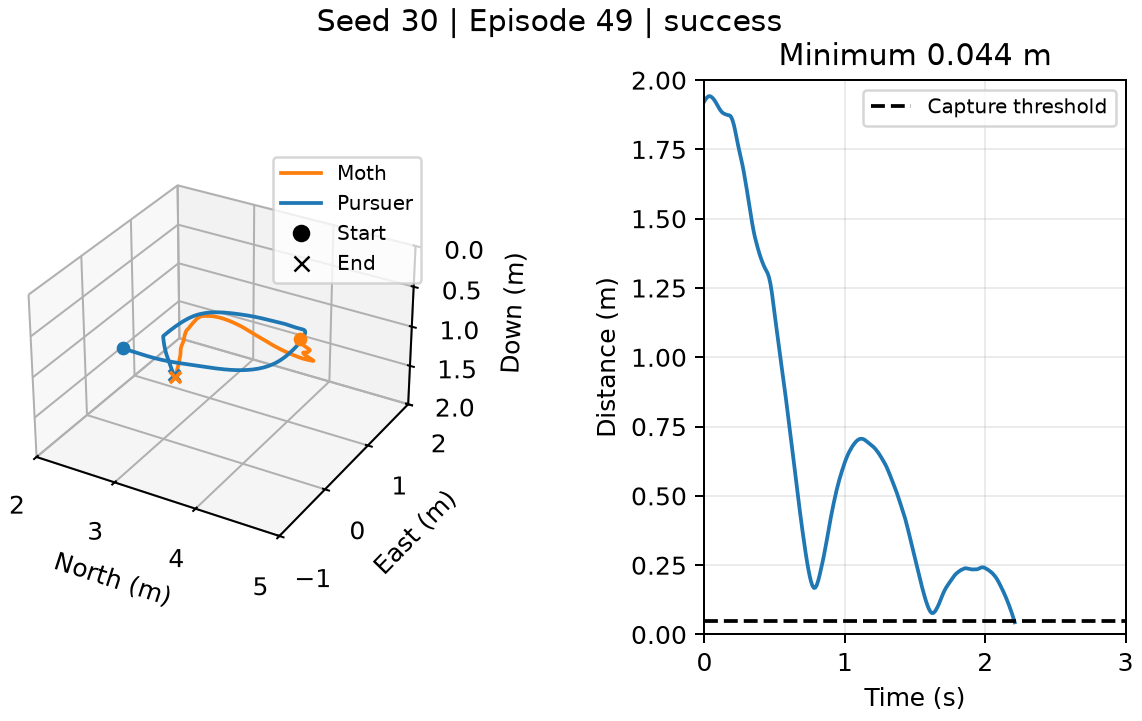 Seed 30 | Episode 49 | success
Moth
Pursuer
Start
End
0.0
0.5
1.0
1.5
2.0
Down (m)
2
1
0
−1
East (m)
2
3
4
5
North (m)
Minimum 0.044 m
Capture threshold
2.00
1.75
1.50
1.25
1.00
0.75
0.50
0.25
0.00
Distance (m)
0
1
2
3
Time (s)